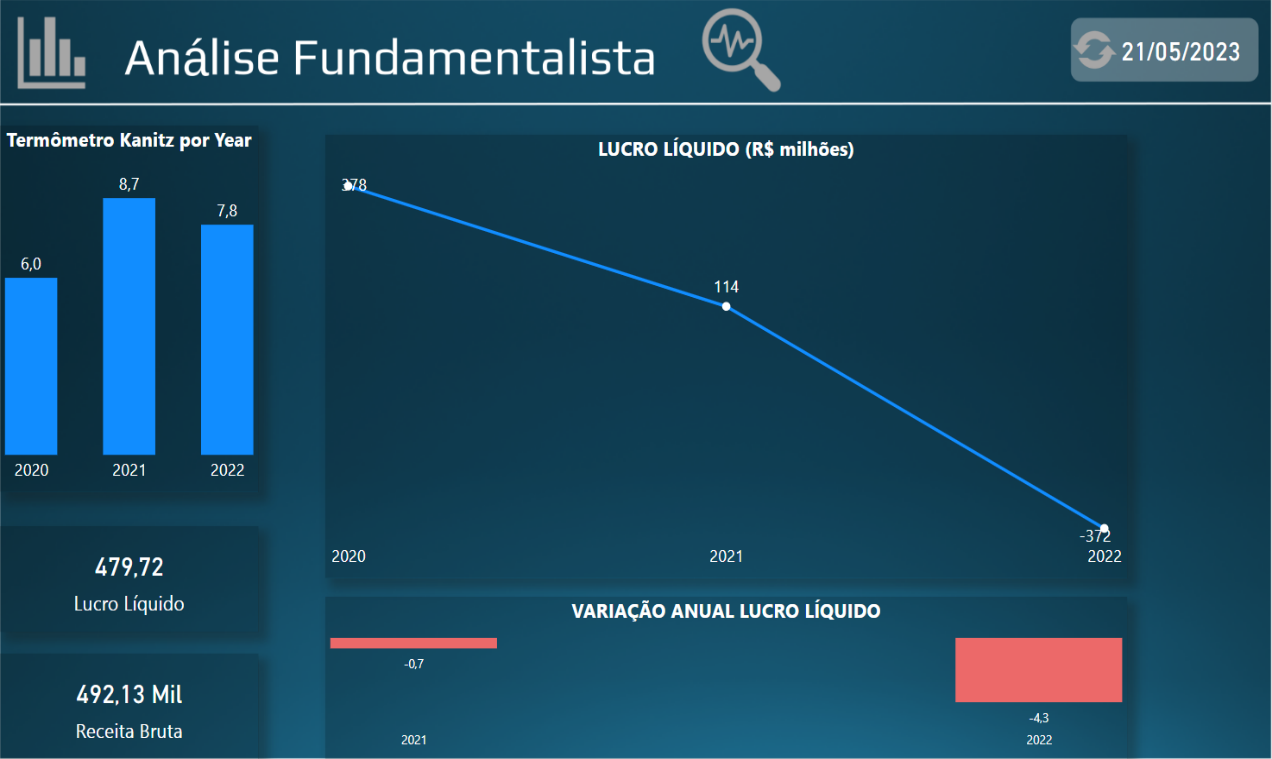 Análise Fundamentalista
21/05/2023
Termômetro Kanitz por Year
8,7
7,8
6,0
2020
2021
2022
479,72
Lucro Líquido
492,13 Mil
Receita Bruta
LUCRO LÍQUIDO (R$ milhões)
378
114
-372
2020
2021
2022
VARIAÇÃO ANUAL LUCRO LÍQUIDO
-0,7
-4,3
2021
2022